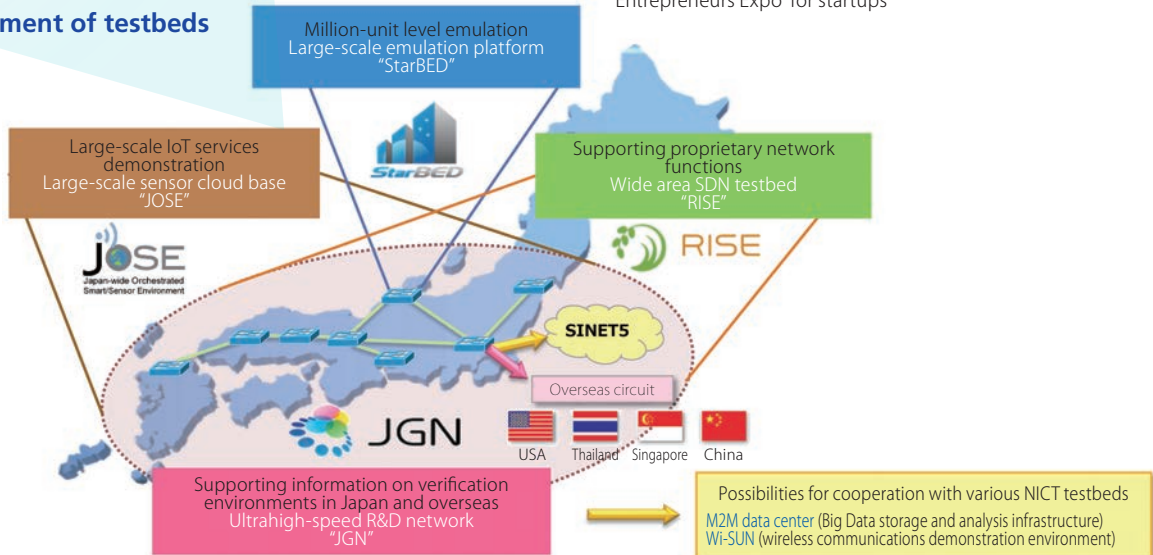 Entrepreneurs Expo" for startups
ment of testbeds
Million-unit level emulation
Large-scale emulation platform
"StarBED"
StarBED
Large-scale IoT services
demonstration
Large-scale sensor cloud base
"JOSE"
Supporting proprietary network
functions
Wide area SDN testbed
"RISE"
JOSE
Japan-wide Orchestrated
Smart/Sensor Environment
RISE
SINET5
Overseas circuit
JGN
USA Thailand Singapore China
Supporting information on verification
environments in Japan and overseas
Ultrahigh-speed R&D network
"JGN"
Possibilities for cooperation with various NICT testbeds
M2M data center (Big Data storage and analysis infrastructure)
Wi-SUN (wireless communications demonstration environment)